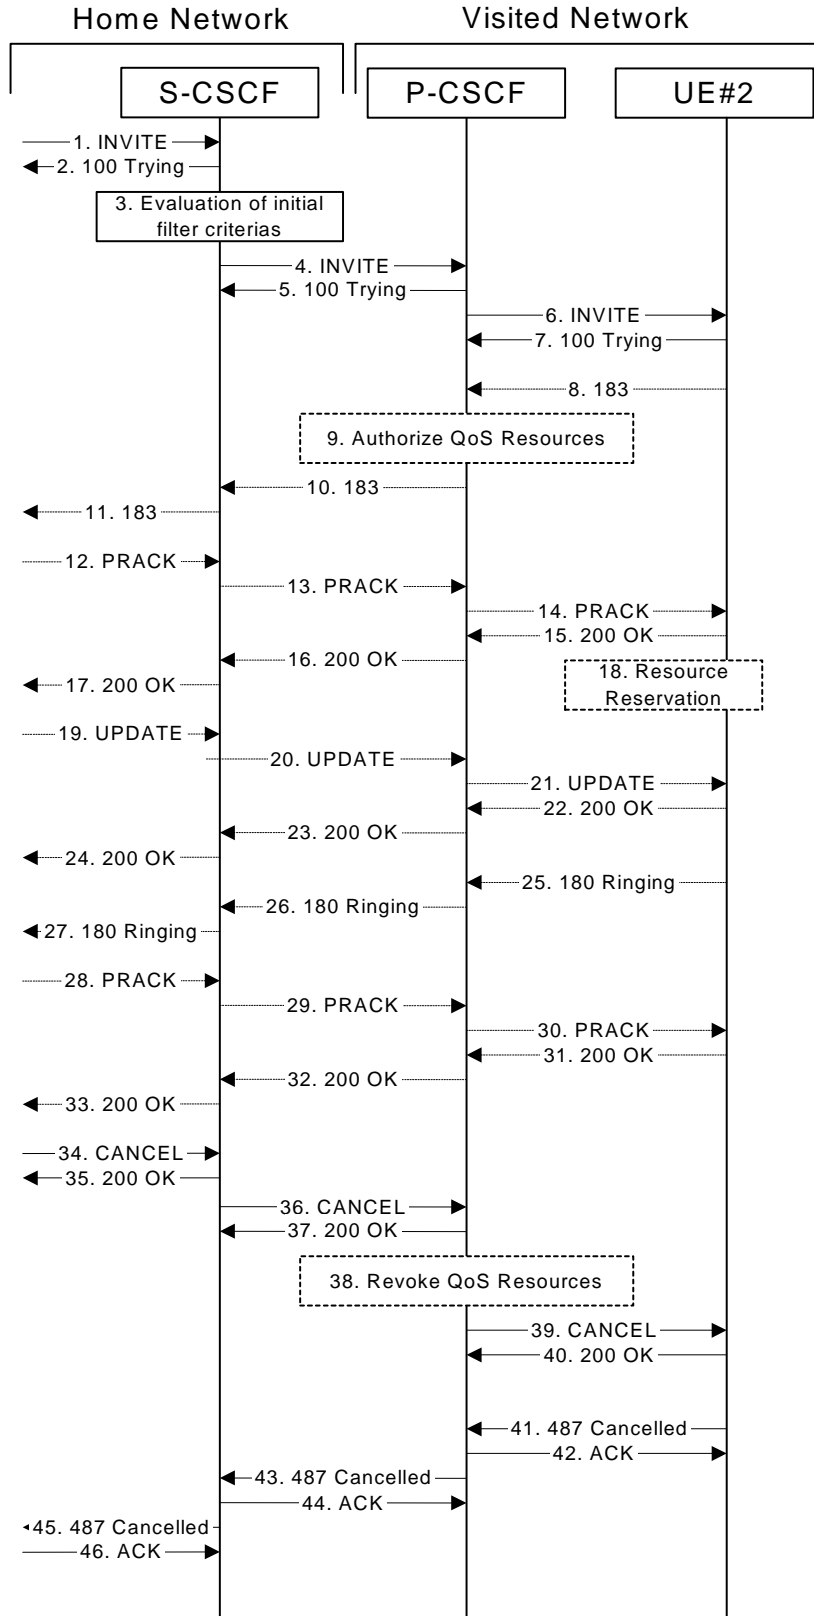 Home Network
Visited Network
S-CSCF
P-CSCF
UE#2
1. INVITE
2. 100 Trying
3. Evaluation of initial
filter criterias
4. INVITE
5. 100 Trying
6. INVITE
7. 100 Trying
8. 183
9. Authorize QoS Resources
10. 183
11. 183
12. PRACK
13. PRACK
14. PRACK
15. 200 OK
16. 200 OK
17. 200 OK
18. Resource
Reservation
19. UPDATE
20. UPDATE
21. UPDATE
22. 200 OK
23. 200 OK
24. 200 OK
25. 180 Ringing
26. 180 Ringing
27. 180 Ringing
28. PRACK
29. PRACK
30. PRACK
31. 200 OK
32. 200 OK
33. 200 OK
34. CANCEL
35. 200 OK
36. CANCEL
37. 200 OK
38. Revoke QoS Resources
39. CANCEL
40. 200 OK
41. 487 Cancelled
42. ACK
43. 487 Cancelled
44. ACK
45. 487 Cancelled
46. ACK